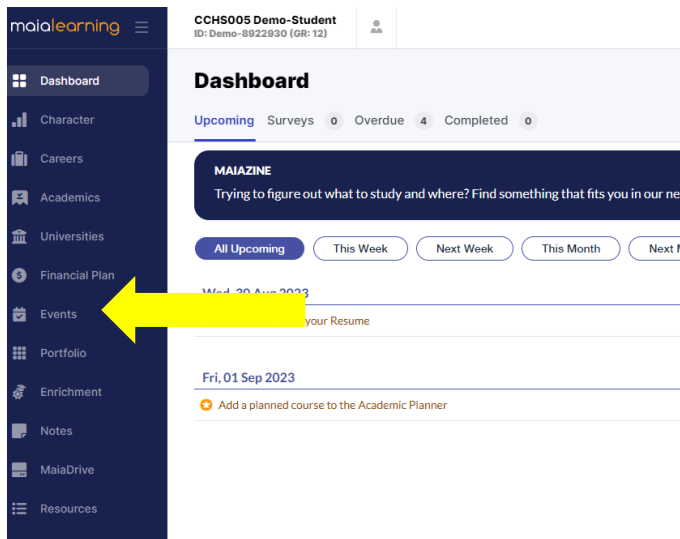 maialearning
Dashboard
Character
Careers
Academics
Universities
Financial Plan
Events
Portfolio
Enrichment
Notes
MaiaDrive
Resources
CCHS005 Demo-Student
ID: Demo-8922930 (GR: 12)
Dashboard
Upcoming Surveys 0 Overdue 4 Completed 0
MAIAZINE
Trying to figure out what to study and where? Find something that fits you in our ne
All Upcoming This Week Next Week This Month Next
Wed, 30 Aug 2023
your Resume
Fri, 01 Sep 2023
Add a planned course to the Academic Planner